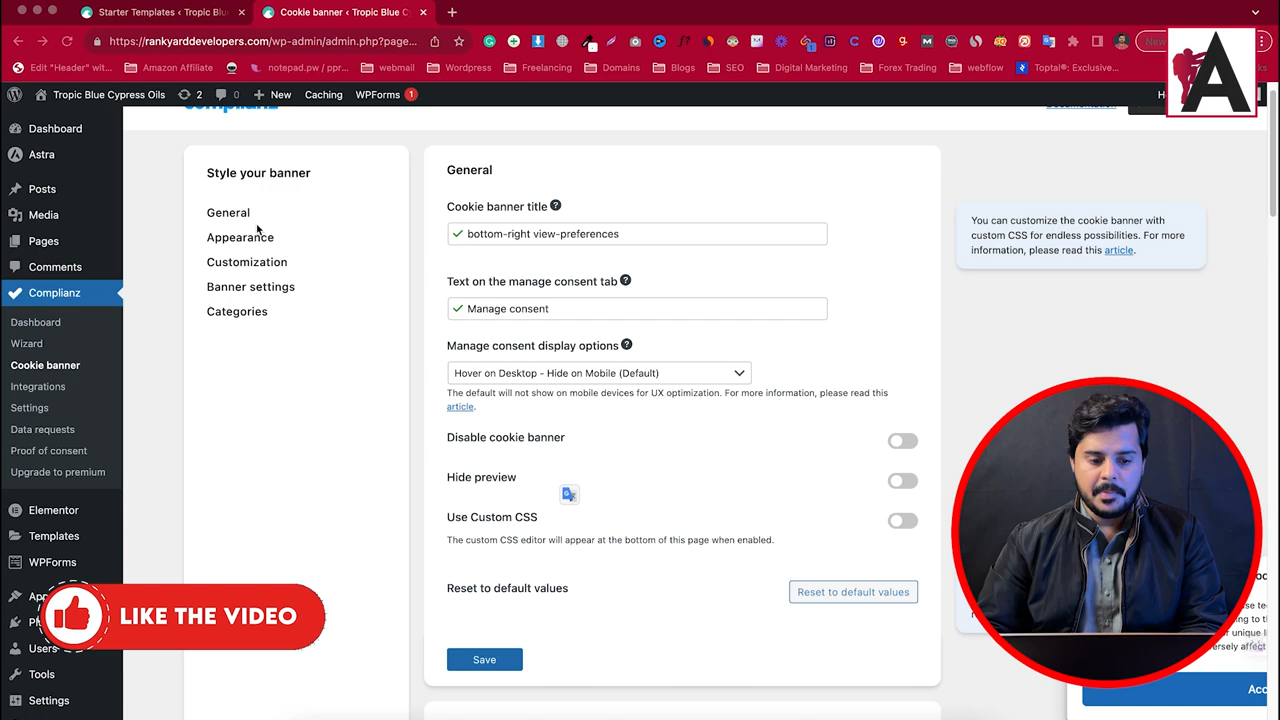 Starter Templates ‹ Tropic Blu
Cookie banner ‹ Tropic Blue C
https://rankyarddevelopers.com/wp-admin/admin.php?page...
Edit "Header" wit...
Amazon Affiliate
notepad.pw / ppr...
webmail
Wordpress
Freelancing
Domains
Blogs
SEO
Digital Marketing
Forex Trading
webflow
Toptal®: Exclusive...
Tropic Blue Cypress Oils
2
0
New
Caching
WPForms
1
A
Dashboard
Astra
Posts
Media
Pages
Comments
Complianz
Dashboard
Wizard
Cookie banner
Integrations
Settings
Data requests
Proof of consent
Upgrade to premium
Elementor
Templates
WPForms
Users
Tools
Settings
LIKE THE VIDEO
Style your banner
General
Appearance
Customization
Banner settings
Categories
General
Cookie banner title
bottom-right view-preferences
Text on the manage consent tab
Manage consent
Manage consent display options
Hover on Desktop - Hide on Mobile (Default)
The default will not show on mobile devices for UX optimization. For more information, please read this
article.
Disable cookie banner
Hide preview
Use Custom CSS
The custom CSS editor will appear at the bottom of this page when enabled.
Reset to default values
Reset to default values
Save
You can customize the cookie banner with
custom CSS for endless possibilities. For more
information, please read this article.